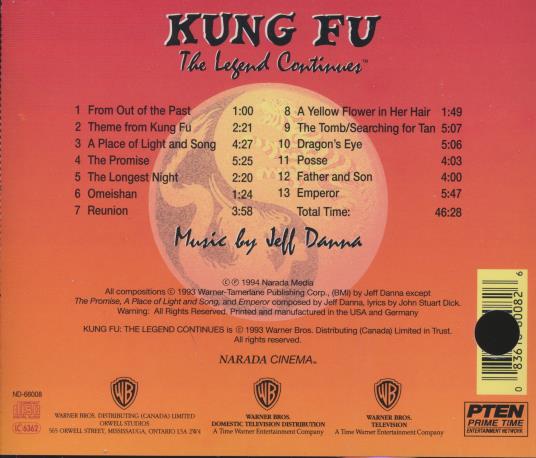 KUNG FU
The Legend Continues™
1 From Out of the Past 1:00
2 Theme from Kung Fu 2:21
3 A Place of Light and Song 4:27
4 The Promise 5:25
5 The Longest Night 2:20
6 Omeishan 1:24
7 Reunion 3:58
8 A Yellow Flower in Her Hair 1:49
9 The Tomb/Searching for Tan 5:07
10 Dragon's Eye 5:06
11 Posse 4:03
12 Father and Son 4:00
13 Emperor 5:47
Total Time: 46:28
Music by Jeff Danna
© ℗ 1994 Narada Media
All compositions © 1993 Warner-Tamerlane Publishing Corp., (BMI) by Jeff Danna except
The Promise, A Place of Light and Song, and Emperor composed by Jeff Danna, lyrics by John Stuart Dick.
Warning: All Rights Reserved. Printed and manufactured in the USA and Germany
KUNG FU: THE LEGEND CONTINUES is © 1993 Warner Bros. Distributing (Canada) Limited in Trust.
All rights reserved.
NARADA CINEMA™
ND-66008
COMPACT
disc
DIGITAL AUDIO
LC 6362
WB
WARNER BROS. DISTRIBUTING (CANADA) LIMITED
ORWELL STUDIOS
565 ORWELL STREET, MISSISSAUGA, ONTARIO L5A 2W4
WB
WARNER BROS.
DOMESTIC TELEVISION DISTRIBUTION
A Time Warner Entertainment Company
WB
WARNER BROS.
TELEVISION
A Time Warner Entertainment Company
PTEN
PRIME TIME
ENTERTAINMENT NETWORK